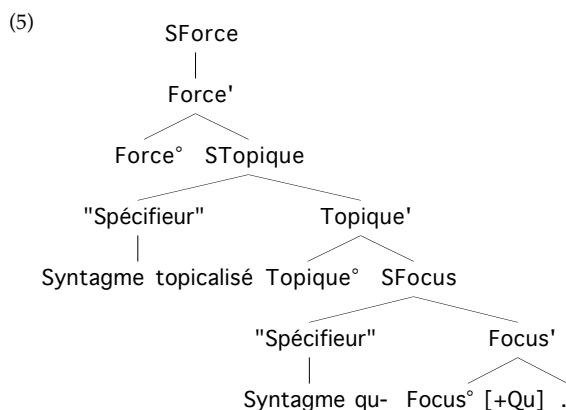 (5)
SForce
Force'
Force° STopique
"Spécifieur" Topique'
Syntagme topicalisé Topique° SFocus
"Spécifieur" Focus'
Syntagme qu- Focus° [+Qu] .